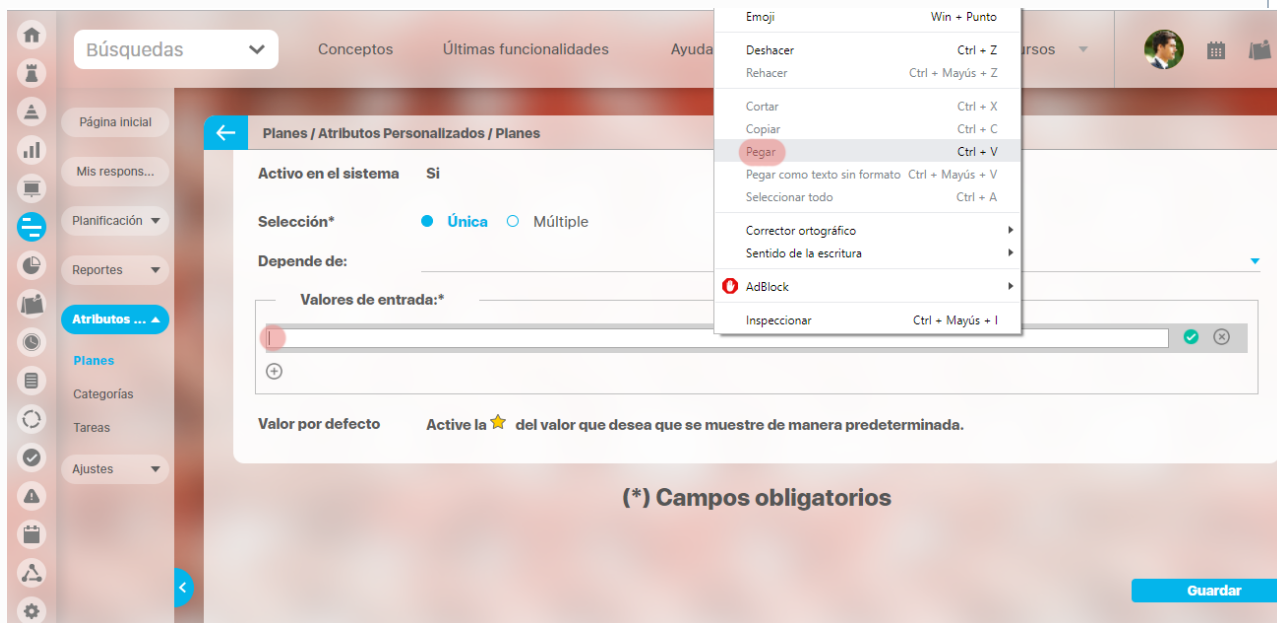 Búsquedas
Conceptos
Últimas funcionalidades
Ayuda
rsos
Emoji Win + Punto
Deshacer Ctrl + Z
Rehacer Ctrl + Mayús + Z
Cortar Ctrl + X
Copiar Ctrl + C
Pegar Ctrl + V
Pegar como texto sin formato Ctrl + Mayús + V
Seleccionar todo Ctrl + A
Corrector ortográfico
Sentido de la escritura
AdBlock
Inspeccionar Ctrl + Mayús + I
Página inicial
Mis respons...
Planificación
Reportes
Atributos ...
Planes
Categorías
Tareas
Ajustes
Planes / Atributos Personalizados / Planes
Activo en el sistema Si
Selección* Única Múltiple
Depende de:
Valores de entrada:*
Valor por defecto Active la del valor que desea que se muestre de manera predeterminada.
(*) Campos obligatorios
Guardar